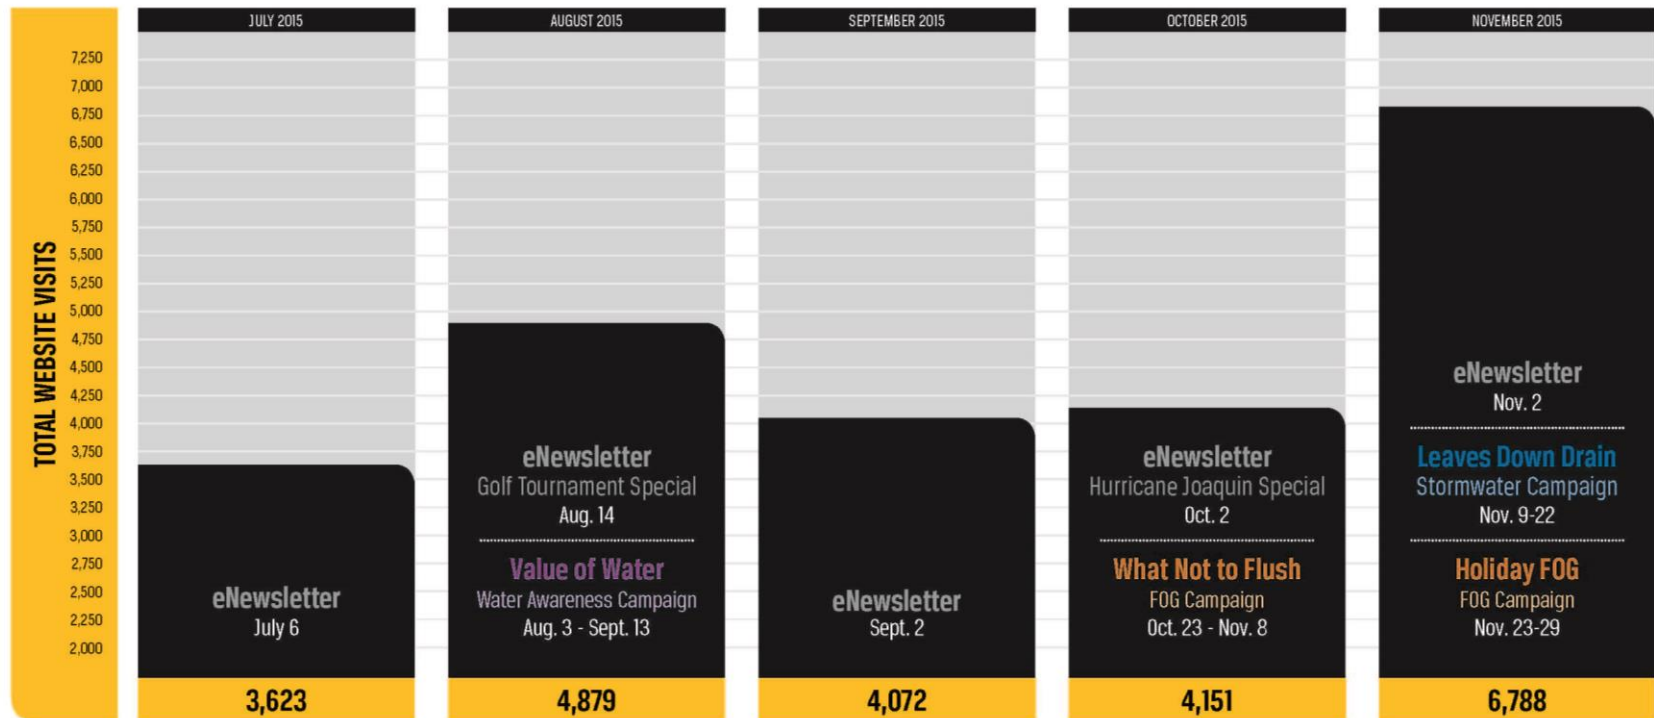 TOTAL WEBSITE VISITS
7,250
7,000
6,750
6,500
6,250
6,000
5,750
5,500
5,250
5,000
4,750
4,500
4,250
4,000
3,750
3,500
3,250
3,000
2,750
2,500
2,250
2,000
JULY 2015
eNewsletter
July 6
3,623
AUGUST 2015
eNewsletter
Golf Tournament Special
Aug. 14
Value of Water
Water Awareness Campaign
Aug. 3 - Sept. 13
4,879
SEPTEMBER 2015
eNewsletter
Sept. 2
4,072
OCTOBER 2015
eNewsletter
Hurricane Joaquin Special
Oct. 2
What Not to Flush
FOG Campaign
Oct. 23 - Nov. 8
4,151
NOVEMBER 2015
eNewsletter
Nov. 2
Leaves Down Drain
Stormwater Campaign
Nov. 9-22
Holiday FOG
FOG Campaign
Nov. 23-29
6,788